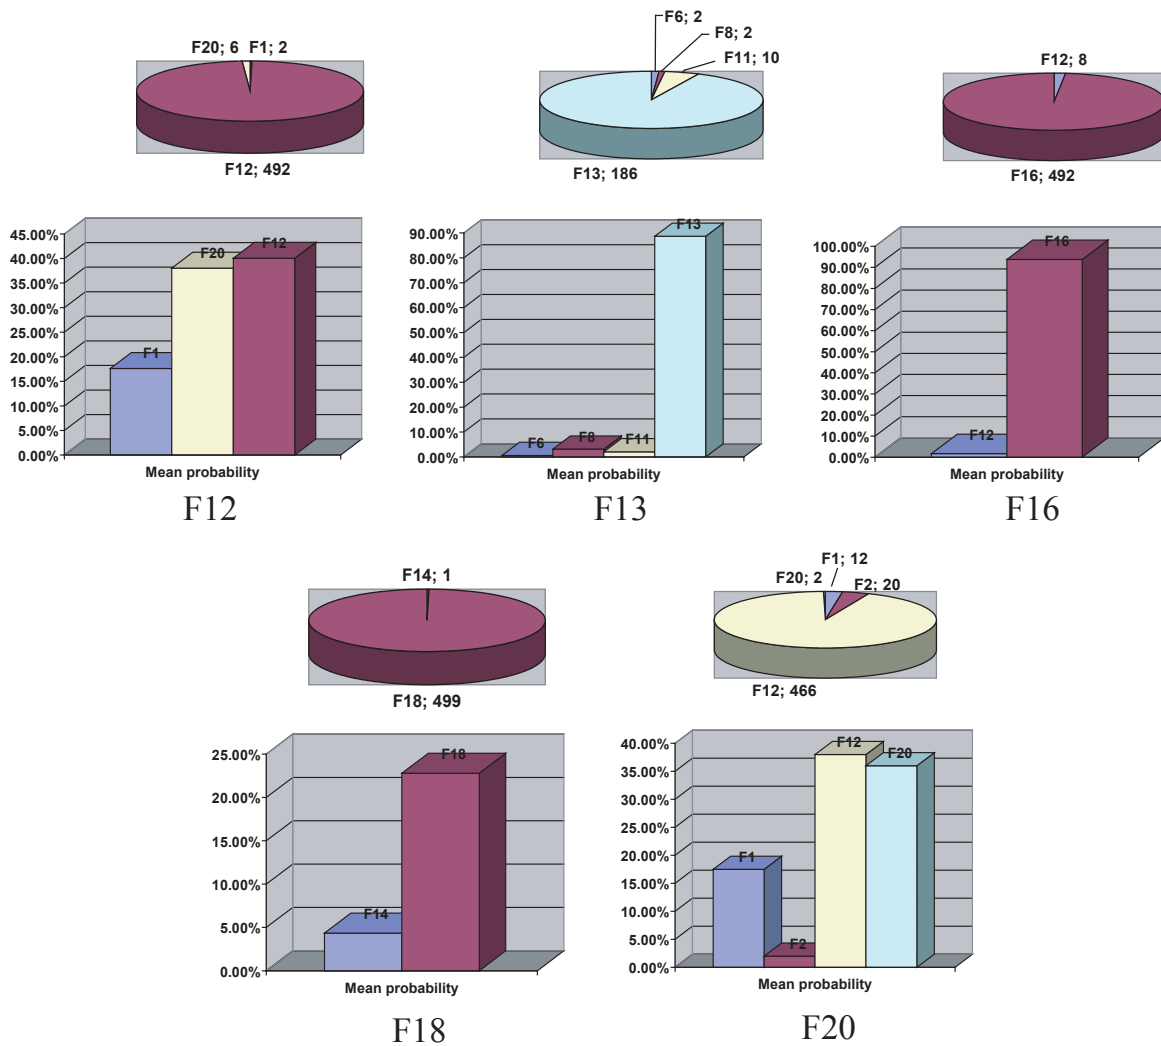 F20; 6 F1; 2
F12; 492
F6; 2
F8; 2
F11; 10
F13; 186
F12; 8
F16; 492
45.00%
40.00%
35.00%
30.00%
25.00%
20.00%
15.00%
10.00%
5.00%
0.00%
F1
F20
F12
Mean probability
F12
90.00%
80.00%
70.00%
60.00%
50.00%
40.00%
30.00%
20.00%
10.00%
0.00%
F6
F8
F11
F13
Mean probability
F13
100.00%
90.00%
80.00%
70.00%
60.00%
50.00%
40.00%
30.00%
20.00%
10.00%
0.00%
F12
F16
Mean probability
F16
F14; 1
F18; 499
F1; 12
F20; 2
F2; 20
F12; 466
25.00%
20.00%
15.00%
10.00%
5.00%
0.00%
F14
F18
Mean probability
F18
40.00%
35.00%
30.00%
25.00%
20.00%
15.00%
10.00%
5.00%
0.00%
F1
F2
F12
F20
Mean probability
F20